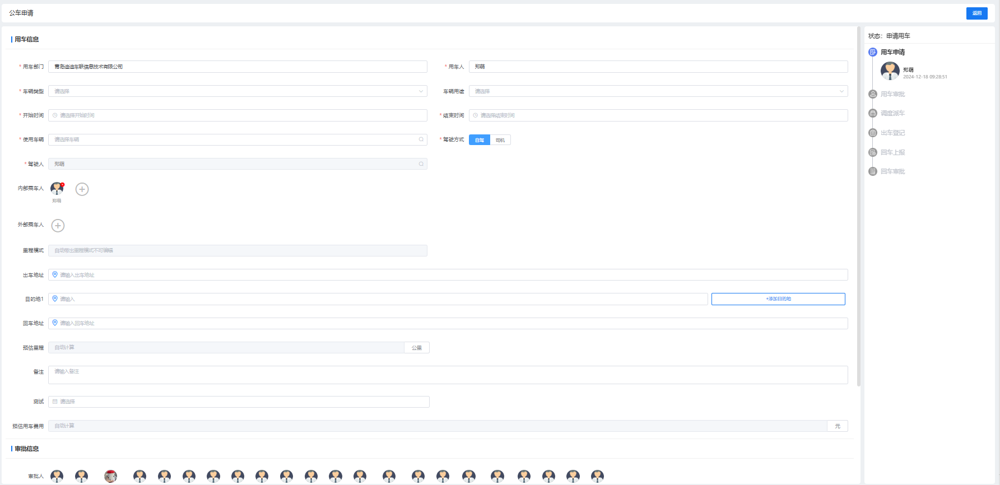 公车申请
返回
用车信息
* 用车部门 青岛迪迪车联信息技术有限公司
* 用车人 郑萌
* 车辆类型 请选择
车辆用途 请选择
* 开始时间 请选择开始时间
* 结束时间 请选择结束时间
* 使用车辆 请选择车辆
* 驾驶方式 自驾 司机
* 驾驶人 郑萌
内部乘车人
郑萌
外部乘车人
里程模式 自动带出里程模式不可编辑
出车地址 请输入出车地址
目的地1 请输入
+添加目的地
回车地址 请输入回车地址
预估里程 自动计算 公里
备注 请输入备注
测试 请选择
预估用车费用 自动计算 元
审批信息
审批人
状态：申请用车
用车申请
郑萌
2024-12-18 09:28:51
用车审批
调度派车
出车登记
回车上报
回车审批